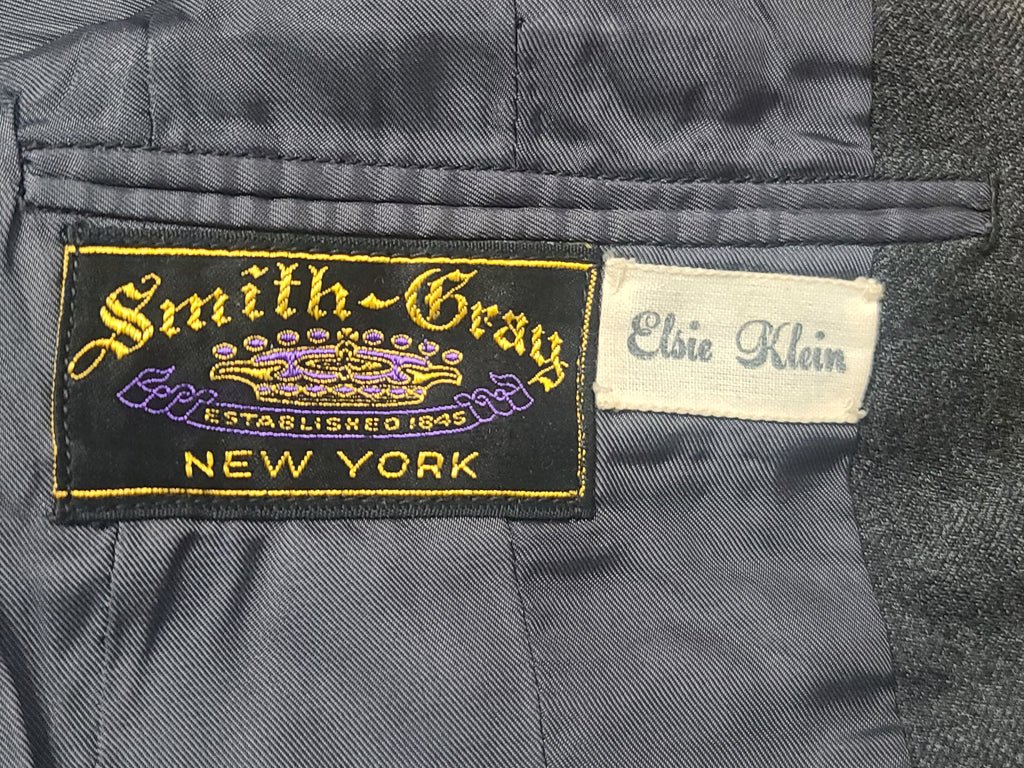 Smith-Gray
ESTABLISHED 1845
NEW YORK
Elsie Klein